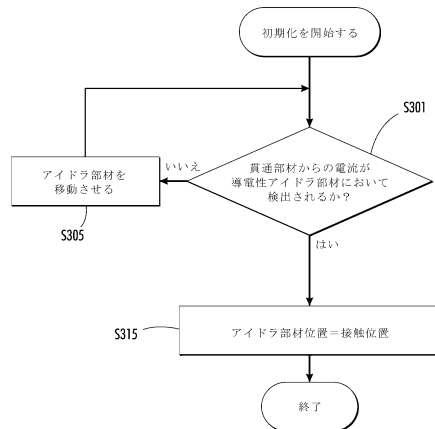 初期化を開始する
S301
いいえ
貫通部材からの電流が
導電性アイドラ部材において
検出されるか？
アイドラ部材を
移動させる
S305
はい
S315
アイドラ部材位置＝接触位置
終了